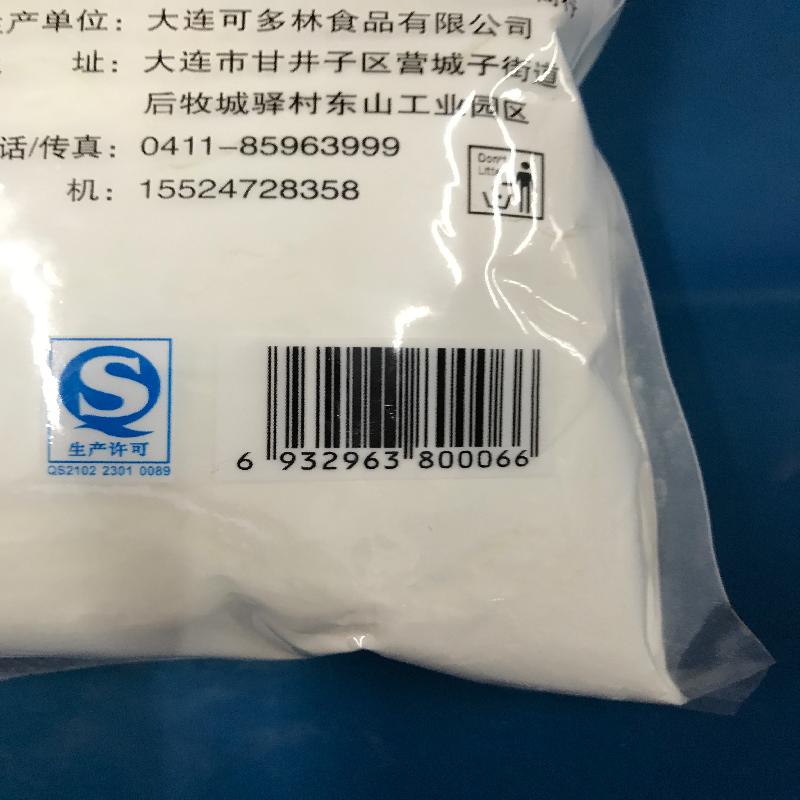 产单位：大连可多林食品有限公司
址：大连市甘井子区营城子街道
后牧城驿村东山工业园区
话/传真：0411-85963999
机：15524728358
Don't
Litter
S
生产许可
QS2102 2301 0089
6 932963 800066